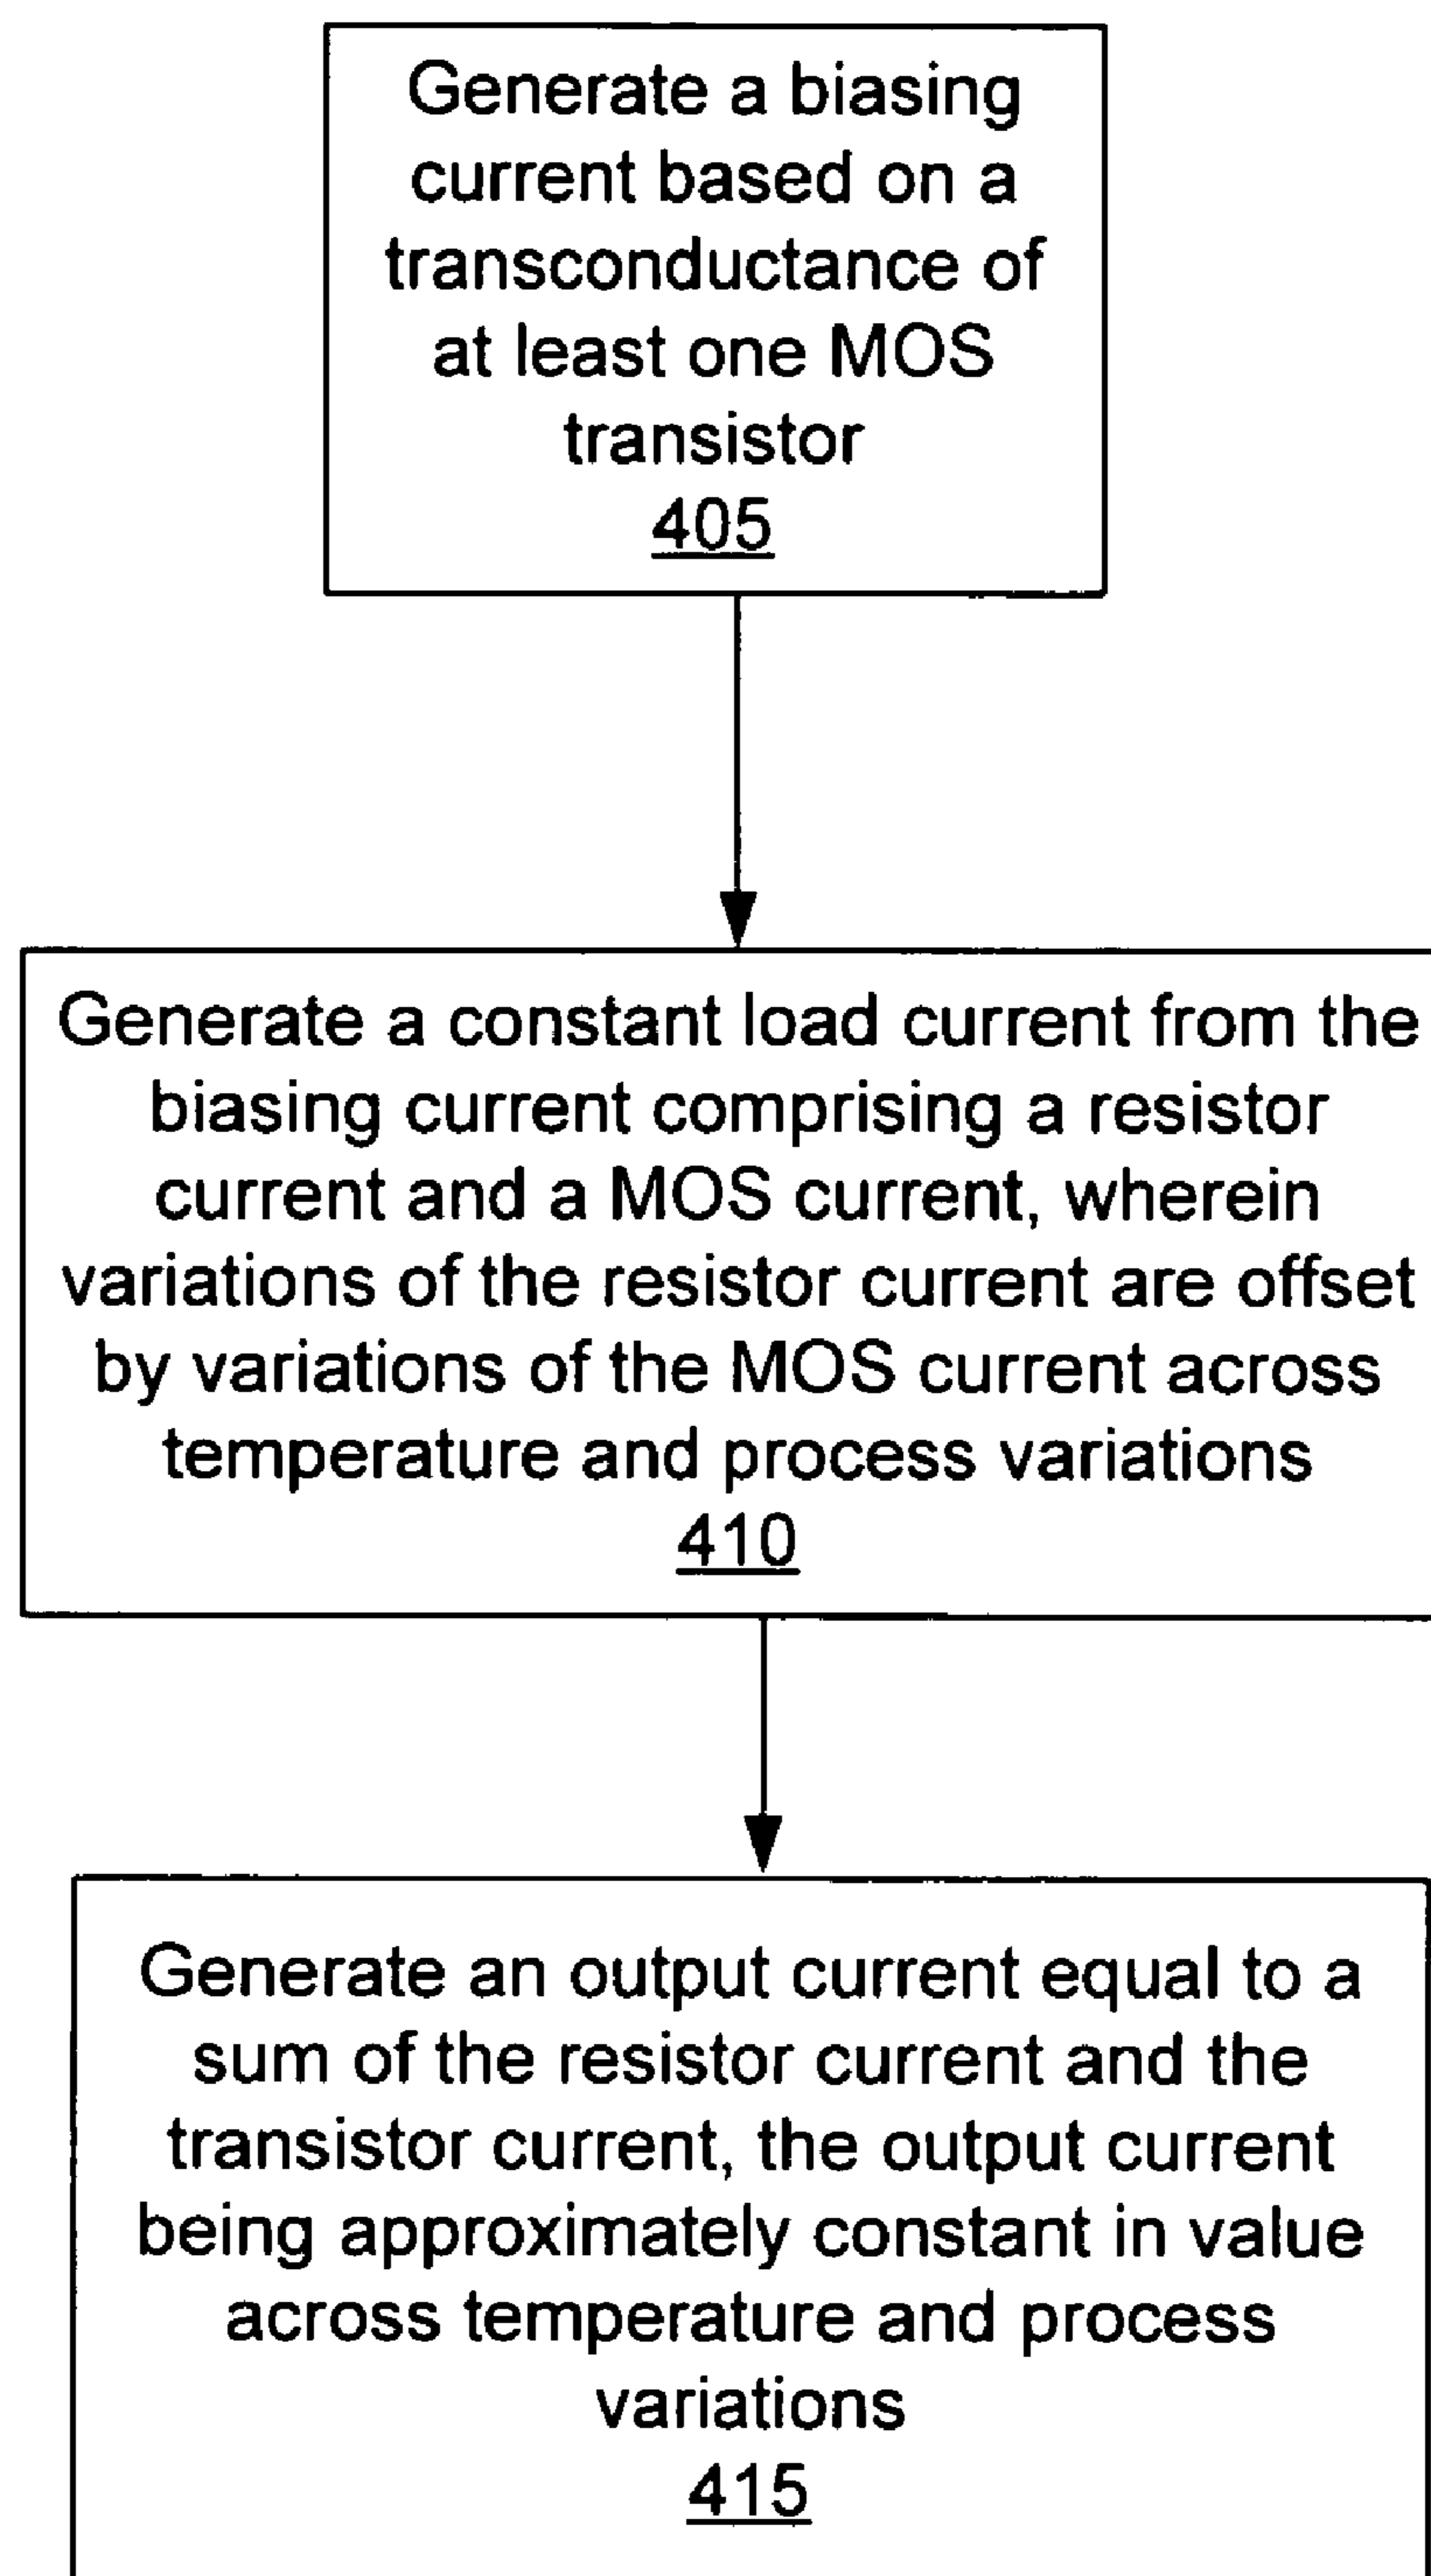 Generate a biasing
current based on a
transconductance of
at least one MOS
transistor
405
Generate a constant load current from the
biasing current comprising a resistor
current and a MOS current, wherein
variations of the resistor current are offset
by variations of the MOS current across
temperature and process variations
410
Generate an output current equal to a
sum of the resistor current and the
transistor current, the output current
being approximately constant in value
across temperature and process
variations
415